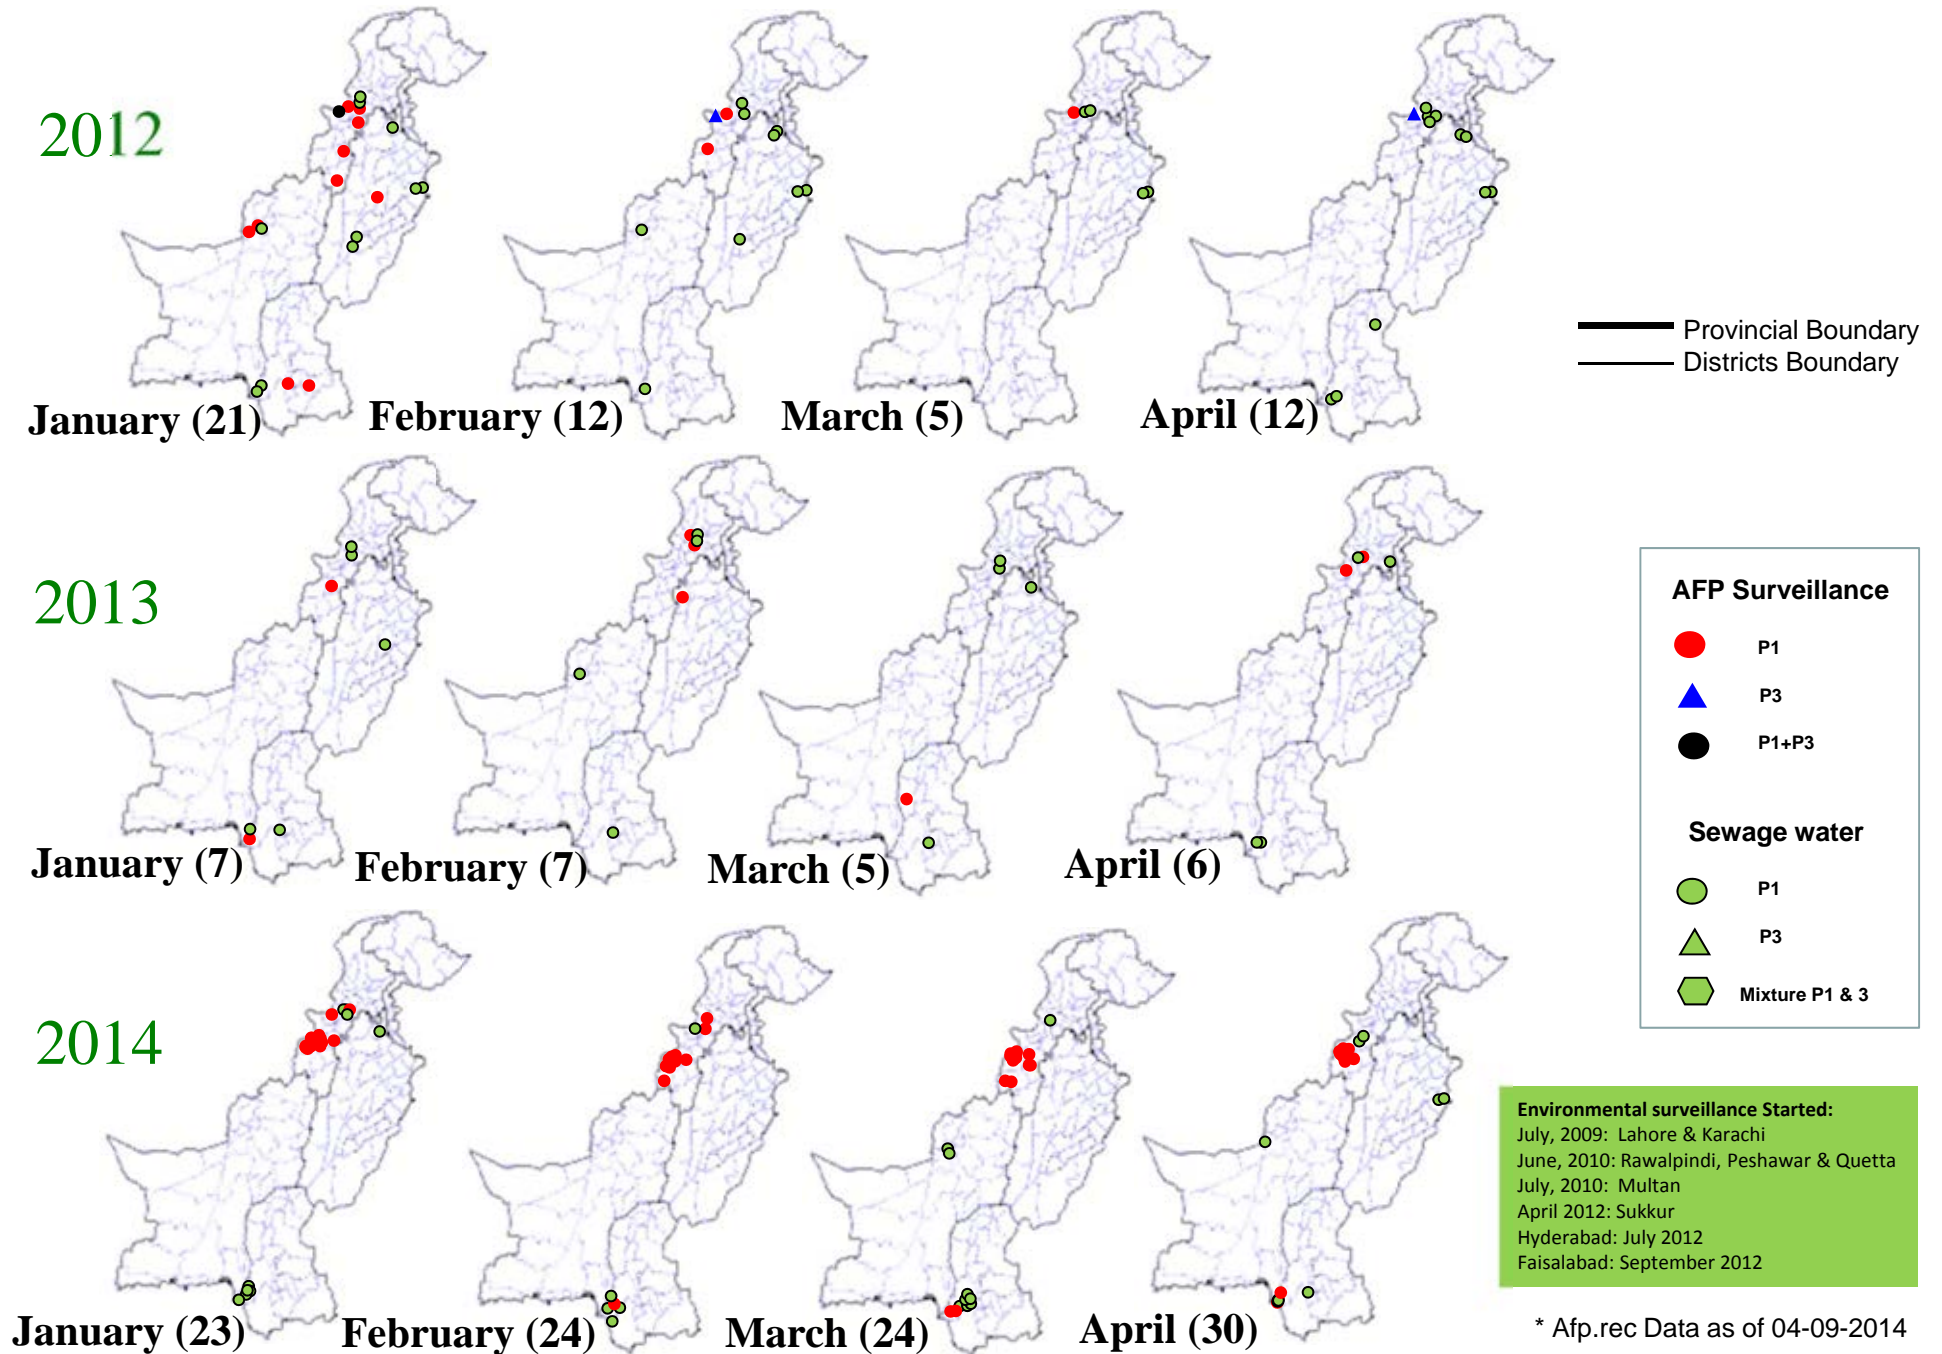 2012
January (21)
February (12)
March (5)
April (12)
Provincial Boundary
Districts Boundary
2013
January (7)
February (7)
March (5)
April (6)
AFP Surveillance
P1
P3
P1+P3
Sewage water
P1
P3
Mixture P1 & 3
2014
January (23)
February (24)
March (24)
April (30)
Environmental surveillance Started:
July, 2009: Lahore & Karachi
June, 2010: Rawalpindi, Peshawar & Quetta
July, 2010: Multan
April 2012: Sukkur
Hyderabad: July 2012
Faisalabad: September 2012
* Afp.rec Data as of 04-09-2014